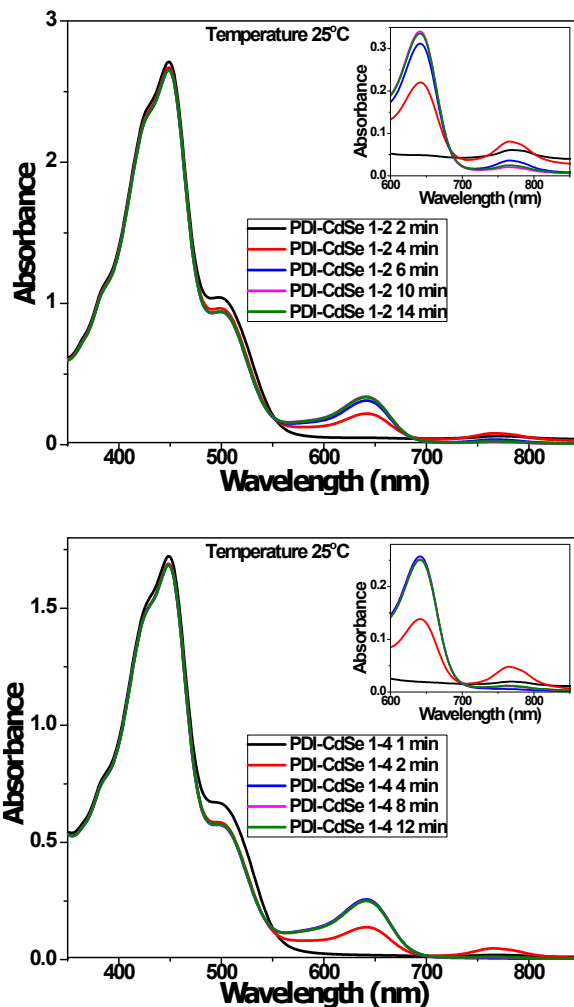 3
2
1
0
Absorbance
Temperature 25°C
0.3
0.2
0.1
0.0
Absorbance
600 700 800
Wavelength (nm)
PDI-CdSe 1-2 2 min
PDI-CdSe 1-2 4 min
PDI-CdSe 1-2 6 min
PDI-CdSe 1-2 10 min
PDI-CdSe 1-2 14 min
400 500 600 700 800
Wavelength (nm)
1.5
1.0
0.5
0.0
Absorbance
Temperature 25°C
0.2
0.1
0.0
Absorbance
600 700 800
Wavelength (nm)
PDI-CdSe 1-4 1 min
PDI-CdSe 1-4 2 min
PDI-CdSe 1-4 4 min
PDI-CdSe 1-4 8 min
PDI-CdSe 1-4 12 min
400 500 600 700 800
Wavelength (nm)